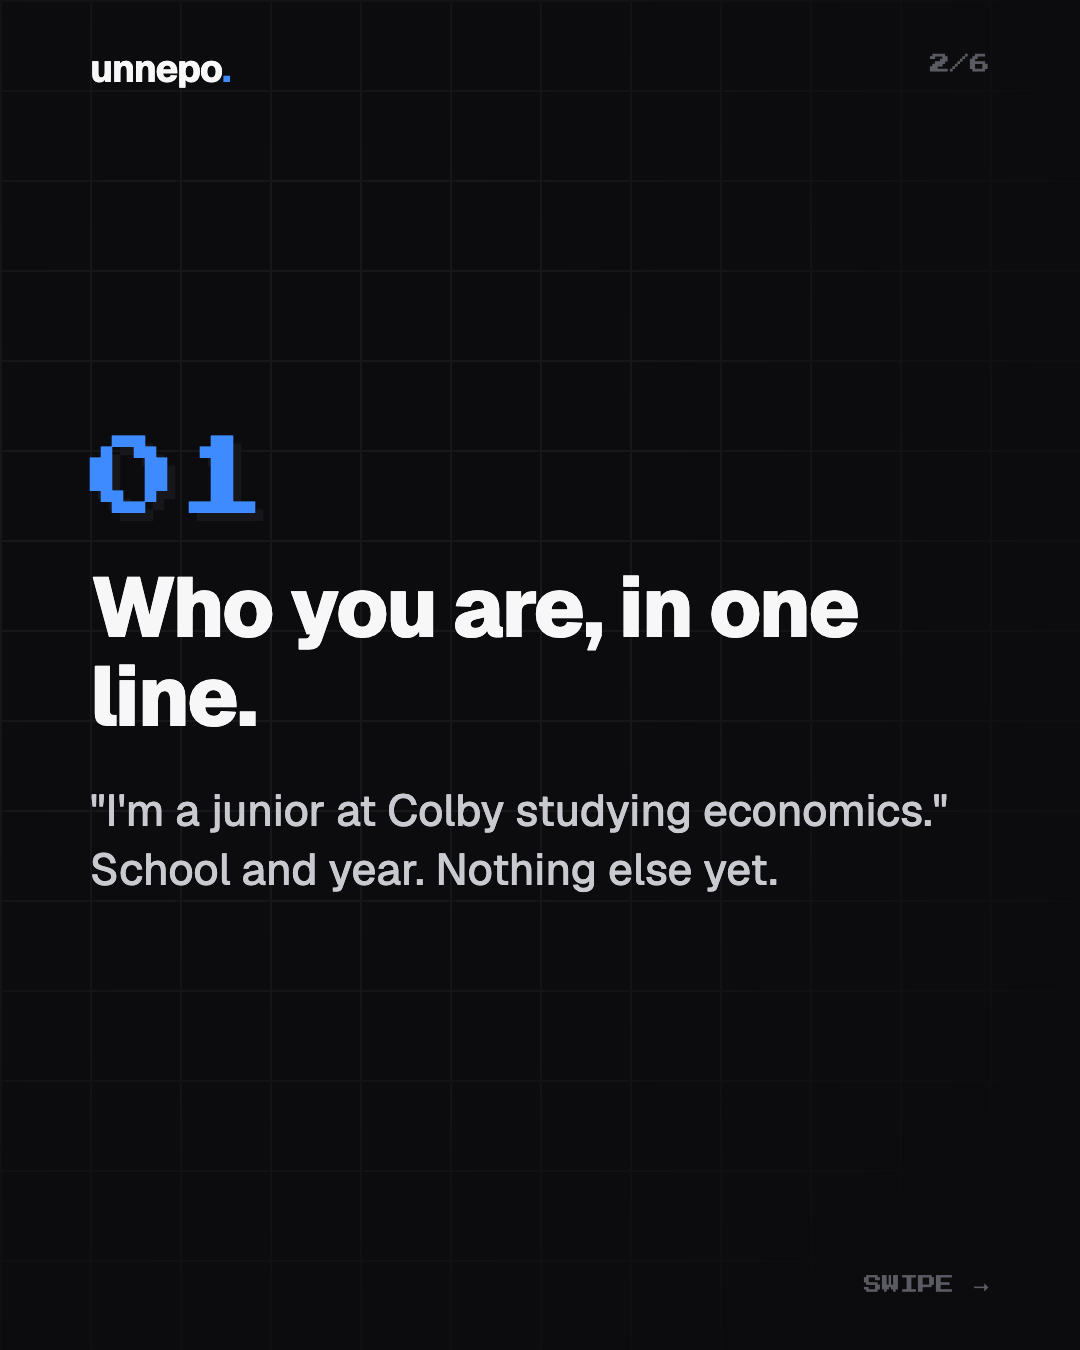 unnepo.
2/6
01
Who you are, in one
line.
"I'm a junior at Colby studying economics."
School and year. Nothing else yet.
SWIPE →